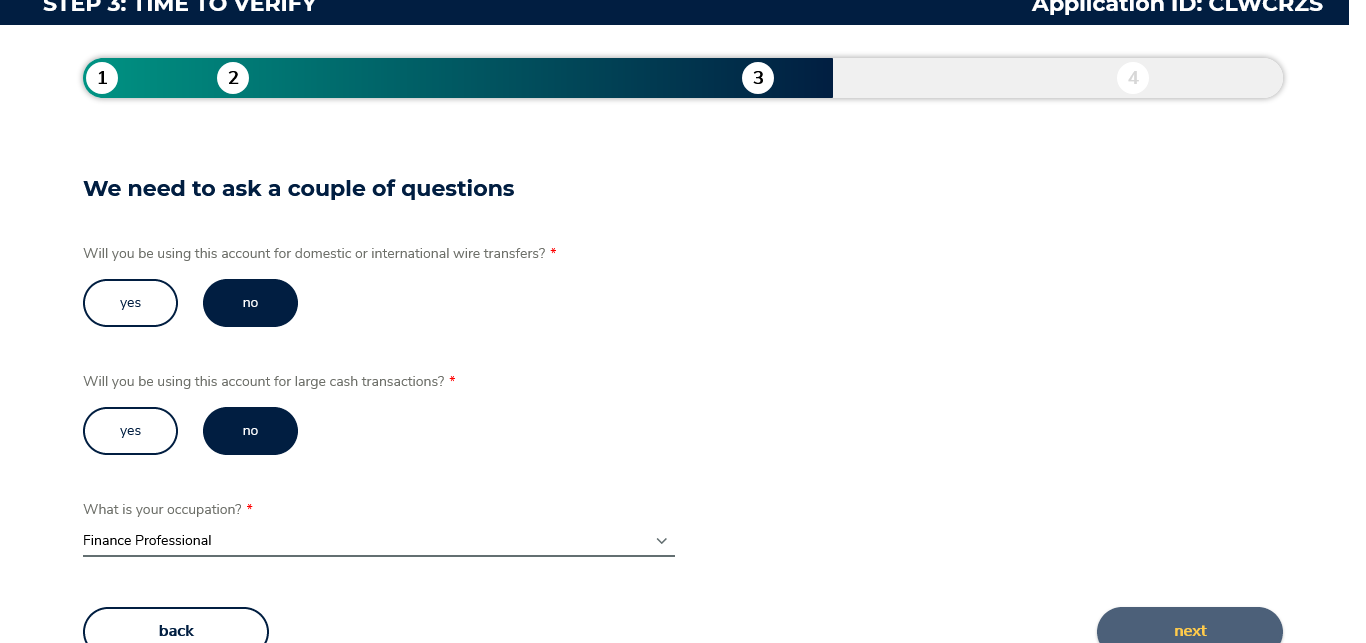 STEP 3: TIME TO VERIFY
Application ID: CLWCRZS
1 2 3 4
We need to ask a couple of questions
Will you be using this account for domestic or international wire transfers? *
yes no
Will you be using this account for large cash transactions? *
yes no
What is your occupation? *
Finance Professional
back next